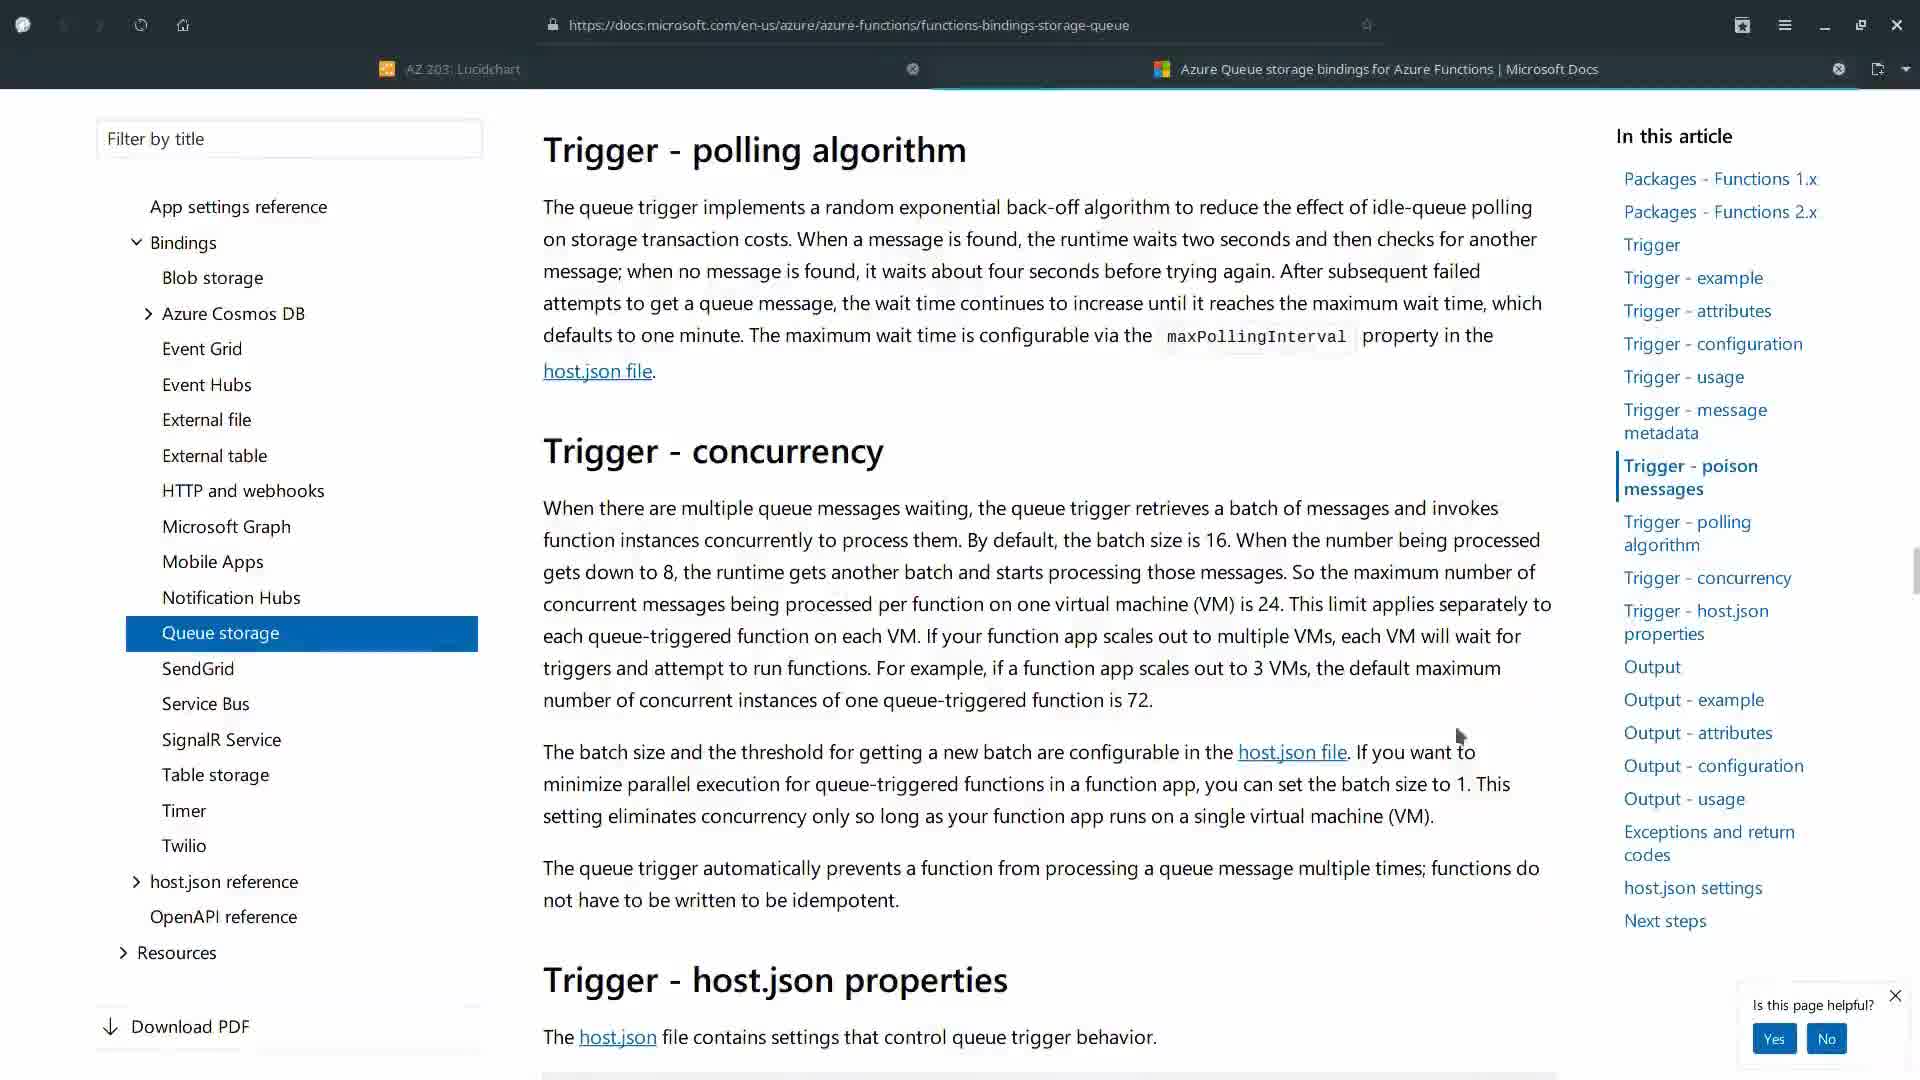 https://docs.microsoft.com/en-us/azure/azure-functions/functions-bindings-storage-queue
AZ 203: Lucidchart
Azure Queue storage bindings for Azure Functions | Microsoft Docs
Filter by title
App settings reference
Bindings
Blob storage
Azure Cosmos DB
Event Grid
Event Hubs
External file
External table
HTTP and webhooks
Microsoft Graph
Mobile Apps
Notification Hubs
Queue storage
SendGrid
Service Bus
SignalR Service
Table storage
Timer
Twilio
host.json reference
OpenAPI reference
Resources
Download PDF
Trigger - polling algorithm
The queue trigger implements a random exponential back-off algorithm to reduce the effect of idle-queue polling
on storage transaction costs. When a message is found, the runtime waits two seconds and then checks for another
message; when no message is found, it waits about four seconds before trying again. After subsequent failed
attempts to get a queue message, the wait time continues to increase until it reaches the maximum wait time, which
defaults to one minute. The maximum wait time is configurable via the maxPollingInterval property in the
host.json file.
Trigger - concurrency
When there are multiple queue messages waiting, the queue trigger retrieves a batch of messages and invokes
function instances concurrently to process them. By default, the batch size is 16. When the number being processed
gets down to 8, the runtime gets another batch and starts processing those messages. So the maximum number of
concurrent messages being processed per function on one virtual machine (VM) is 24. This limit applies separately to
each queue-triggered function on each VM. If your function app scales out to multiple VMs, each VM will wait for
triggers and attempt to run functions. For example, if a function app scales out to 3 VMs, the default maximum
number of concurrent instances of one queue-triggered function is 72.
The batch size and the threshold for getting a new batch are configurable in the host.json file. If you want to
minimize parallel execution for queue-triggered functions in a function app, you can set the batch size to 1. This
setting eliminates concurrency only so long as your function app runs on a single virtual machine (VM).
The queue trigger automatically prevents a function from processing a queue message multiple times; functions do
not have to be written to be idempotent.
Trigger - host.json properties
The host.json file contains settings that control queue trigger behavior.
In this article
Packages - Functions 1.x
Packages - Functions 2.x
Trigger
Trigger - example
Trigger - attributes
Trigger - configuration
Trigger - usage
Trigger - message
metadata
Trigger - poison
messages
Trigger - polling
algorithm
Trigger - concurrency
Trigger - host.json
properties
Output
Output - example
Output - attributes
Output - configuration
Output - usage
Exceptions and return
codes
host.json settings
Next steps
Is this page helpful?
Yes
No